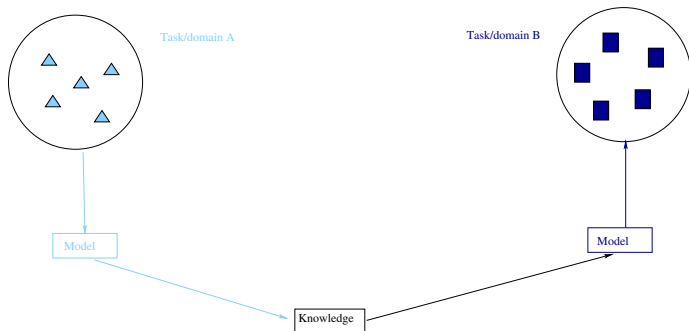 Task/domain A
Task/domain B
Model
Model
Knowledge